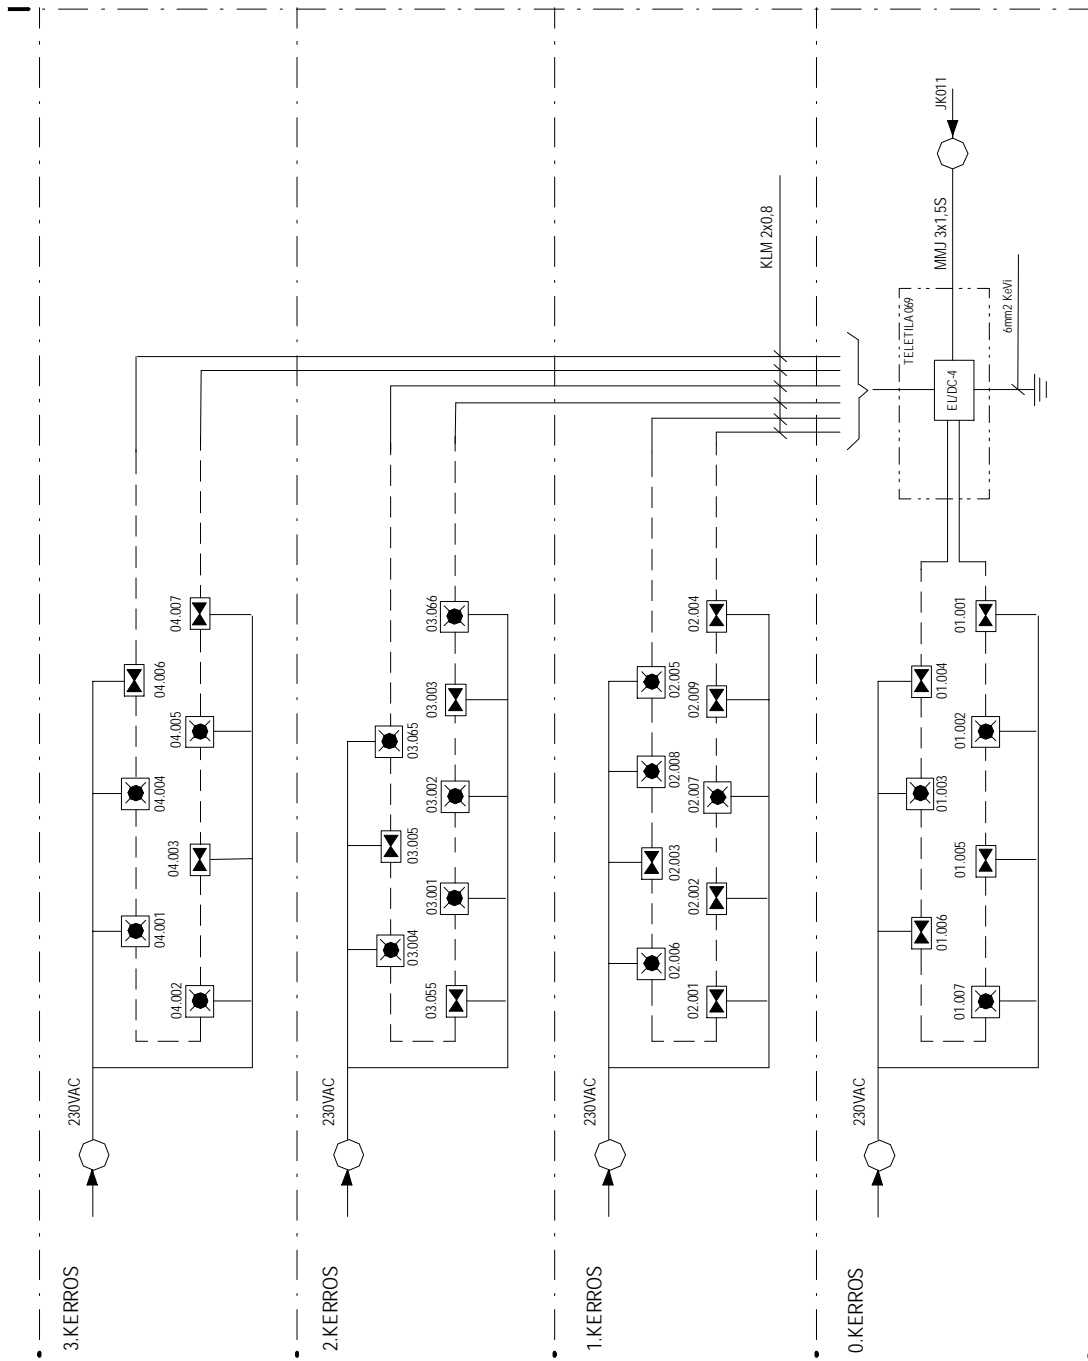 3.KERROS
230VAC
04.002
04.001
04.003
04.004
04.005
04.006
04.007
2.KERROS
230VAC
03.055
03.004
03.001
03.005
03.002
03.065
03.003
03.066
1.KERROS
230VAC
02.001
02.006
02.002
02.003
02.007
02.008
02.009
02.005
02.004
KLM 2x0,8
0.KERROS
230VAC
01.007
01.006
01.005
01.003
01.002
01.004
01.001
TELETILA 069
EL/DC-4
MMJ 3x1,5S
JK011
6mm2 KeVi